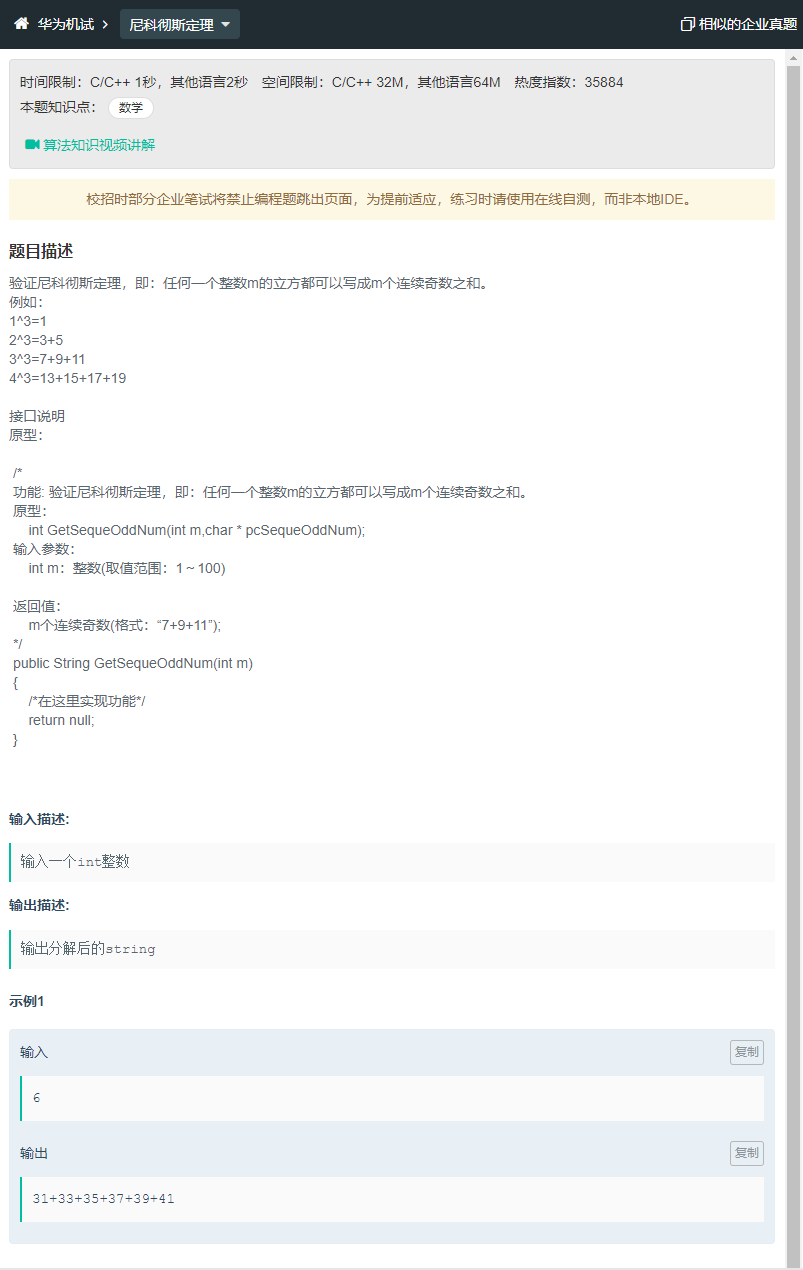 华为机试 > 尼科彻斯定理 相似的企业真题
时间限制：C/C++ 1秒，其他语言2秒 空间限制：C/C++ 32M，其他语言64M 热度指数：35884
本题知识点： 数学
算法知识视频讲解
校招时部分企业笔试将禁止编程题跳出页面，为提前适应，练习时请使用在线自测，而非本地IDE。
题目描述
验证尼科彻斯定理，即：任何一个整数m的立方都可以写成m个连续奇数之和。
例如：
1^3=1
2^3=3+5
3^3=7+9+11
4^3=13+15+17+19
接口说明
原型：
/*
功能: 验证尼科彻斯定理，即：任何一个整数m的立方都可以写成m个连续奇数之和。
原型：
int GetSequeOddNum(int m,char * pcSequeOddNum);
输入参数：
int m：整数(取值范围：1～100)
返回值：
m个连续奇数(格式：“7+9+11”);
*/
public String GetSequeOddNum(int m)
{
/*在这里实现功能*/
return null;
}
输入描述:
输入一个int整数
输出描述:
输出分解后的string
示例1
输入 复制
6
输出 复制
31+33+35+37+39+41